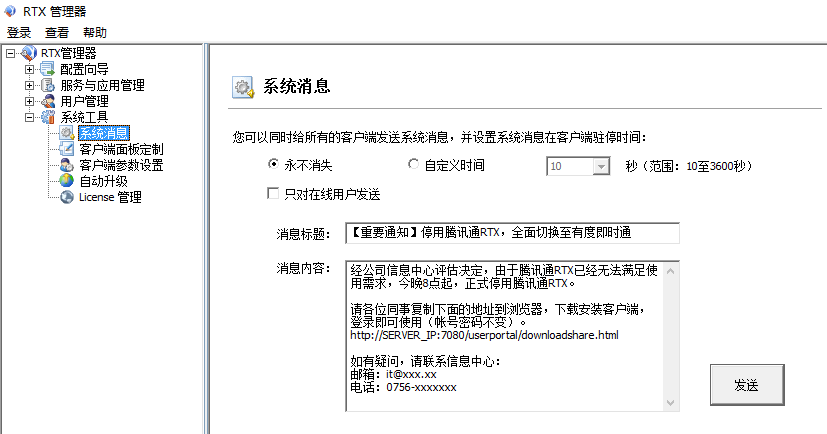 RTX 管理器
登录 查看 帮助
RTX管理器
配置向导
服务与应用管理
用户管理
系统工具
系统消息
客户端面板定制
客户端参数设置
自动升级
License 管理
系统消息
您可以同时给所有的客户端发送系统消息，并设置系统消息在客户端驻停时间：
永不消失 自定义时间 10 秒（范围：10至3600秒）
只对在线用户发送
消息标题： 【重要通知】停用腾讯通RTX，全面切换至有度即时通
消息内容： 经公司信息中心评估决定，由于腾讯通RTX已经无法满足使
用需求，今晚8点起，正式停用腾讯通RTX。
请各位同事复制下面的地址到浏览器，下载安装客户端，
登录即可使用（帐号密码不变）。
http://SERVER_IP:7080/userportal/downloadshare.html
如有疑问，请联系信息中心：
邮箱：it@xxx.xx
电话：0756-xxxxxxx
发送